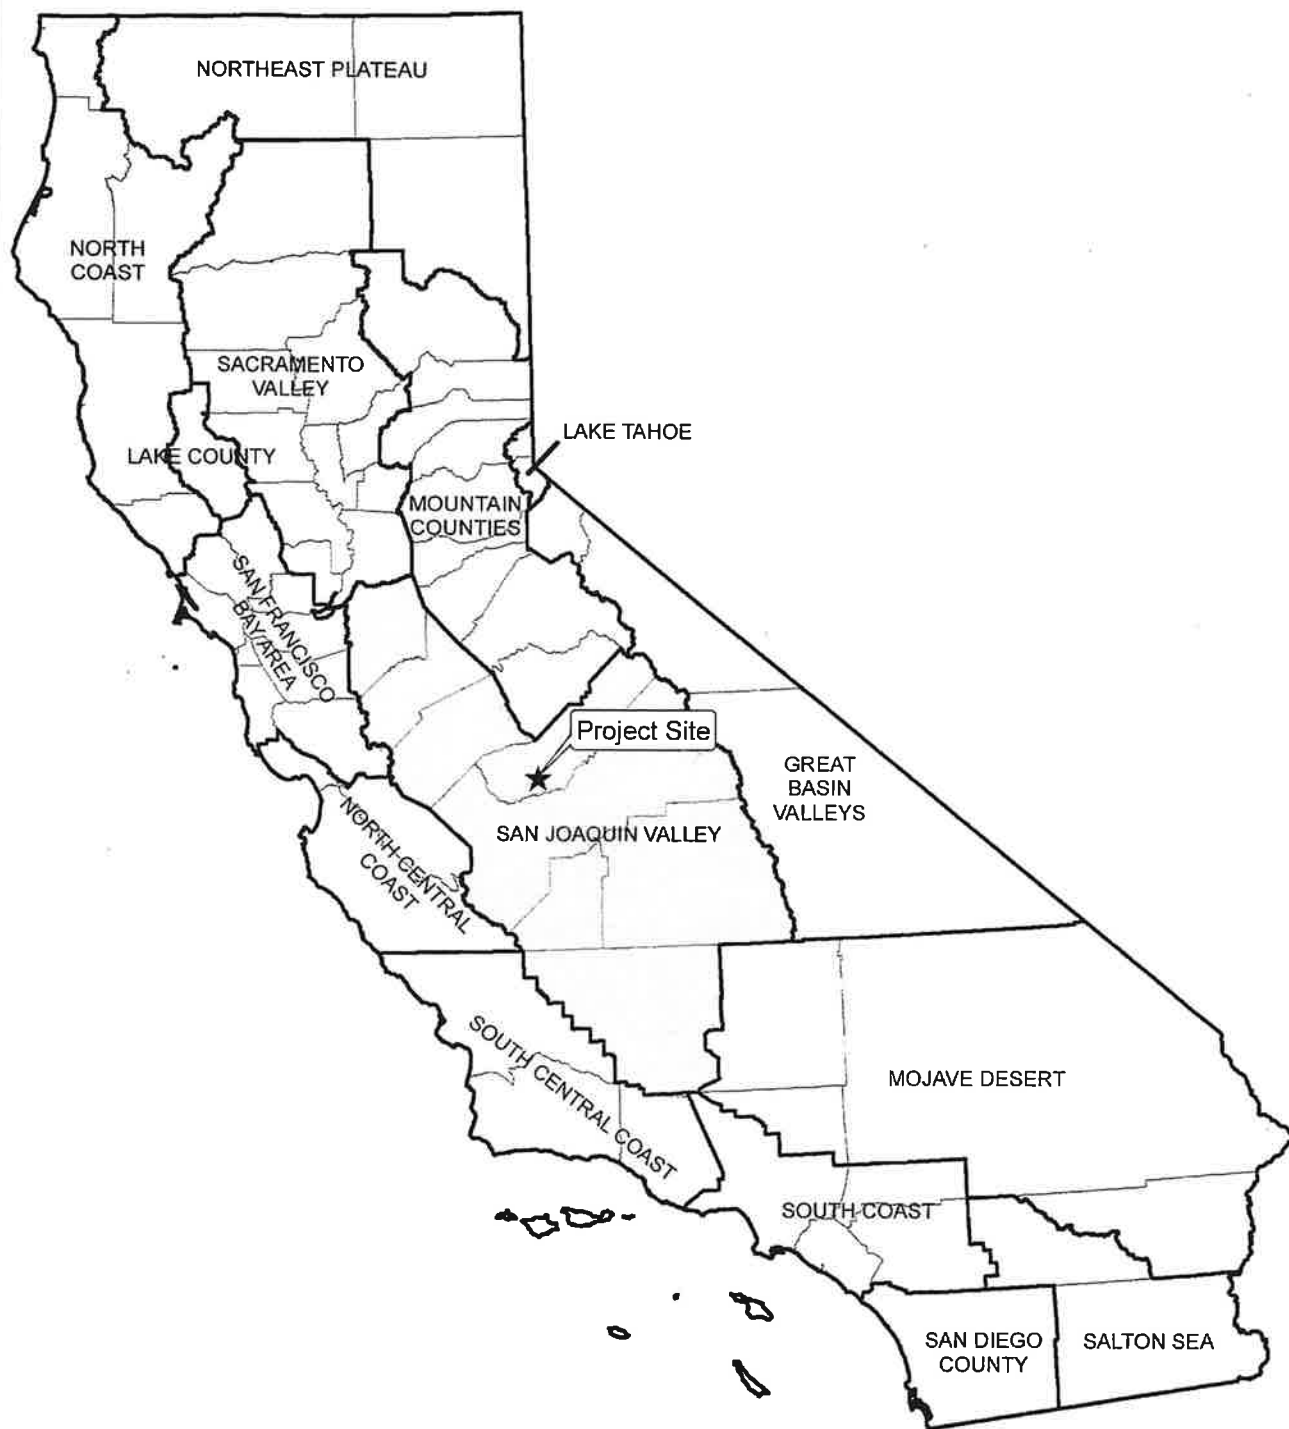 NORTHEAST PLATEAU
NORTH
COAST
SACRAMENTO
VALLEY
LAKE TAHOE
LAKE COUNTY
MOUNTAIN
COUNTIES
SAN FRANCISCO
BAY AREA
Project Site
GREAT
BASIN
VALLEYS
NORTH CENTRAL
COAST
SAN JOAQUIN VALLEY
SOUTH CENTRAL COAST
MOJAVE DESERT
SOUTH COAST
SAN DIEGO
COUNTY
SALTON SEA